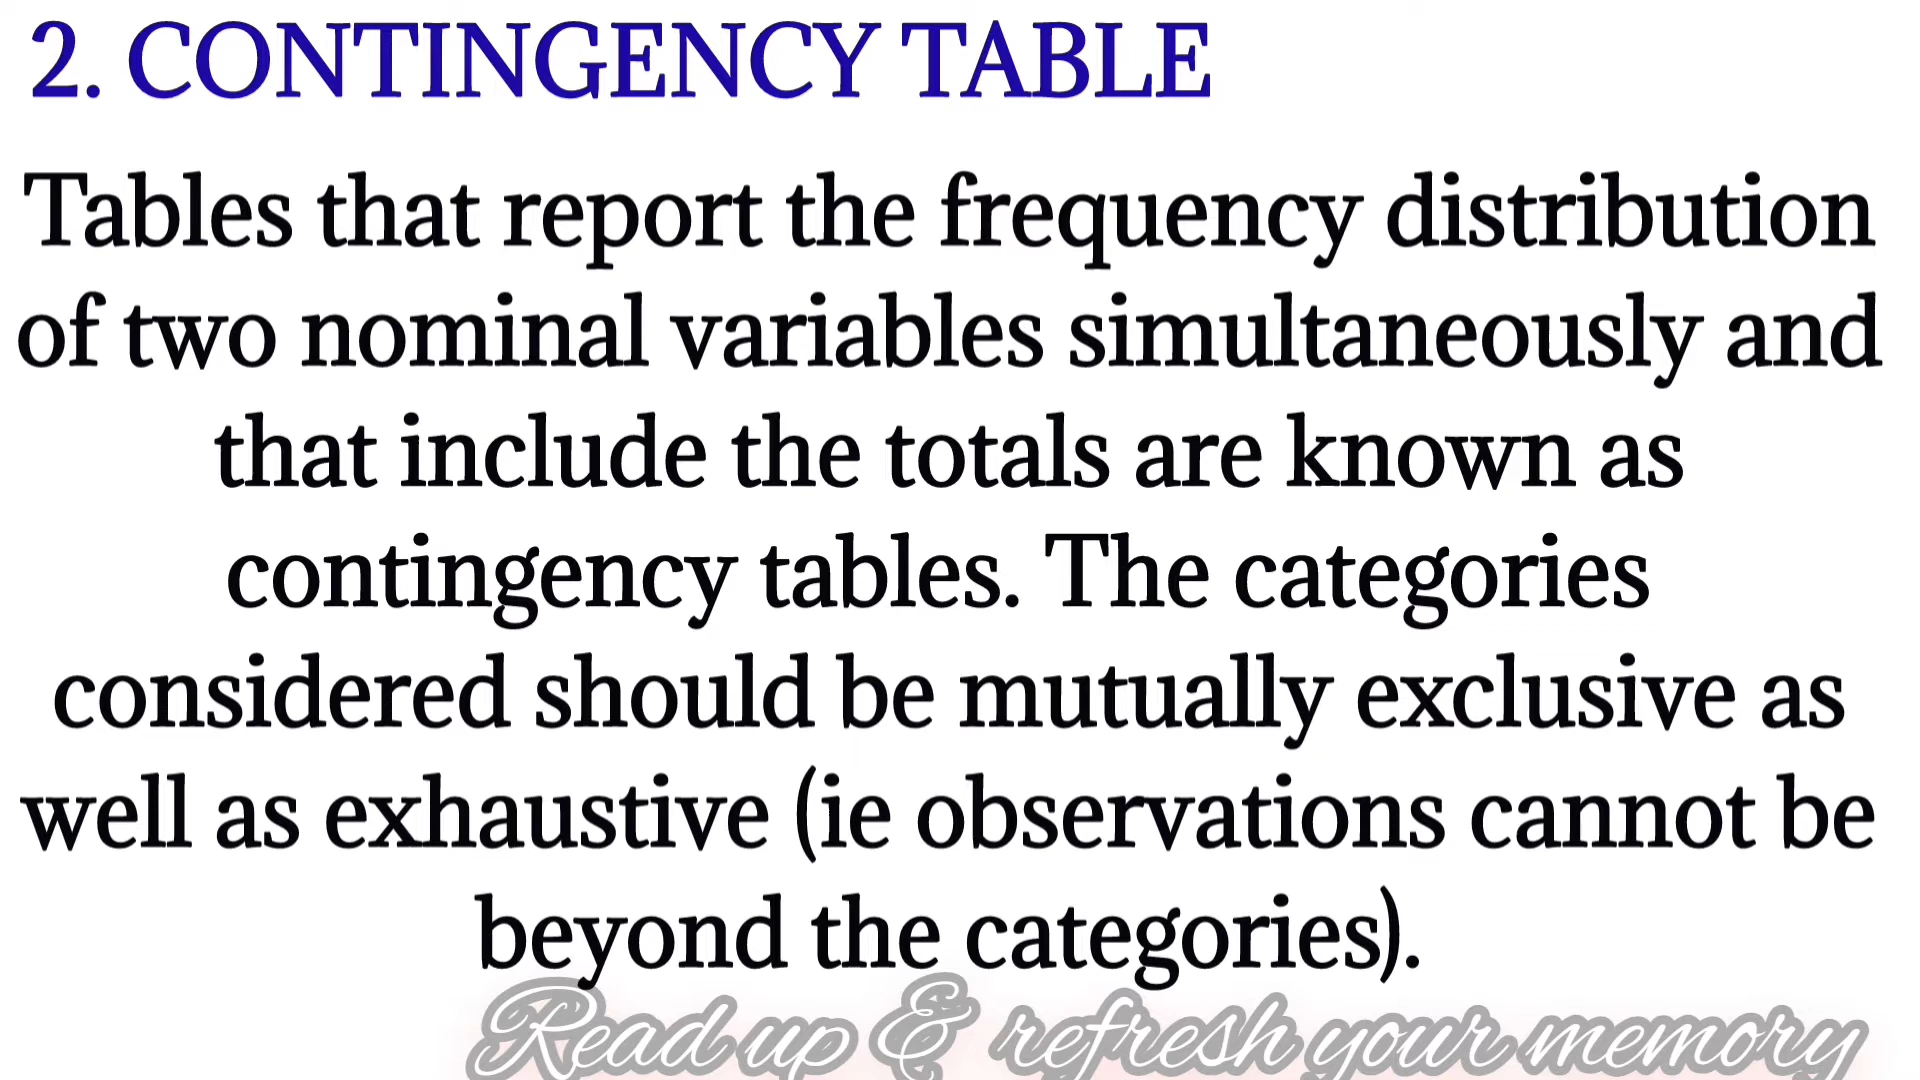 2. CONTINGENCY TABLE
Tables that report the frequency distribution
of two nominal variables simultaneously and
that include the totals are known as
contingency tables. The categories
considered should be mutually exclusive as
well as exhaustive (ie observations cannot be
beyond the categories).
Read up & refresh your memory